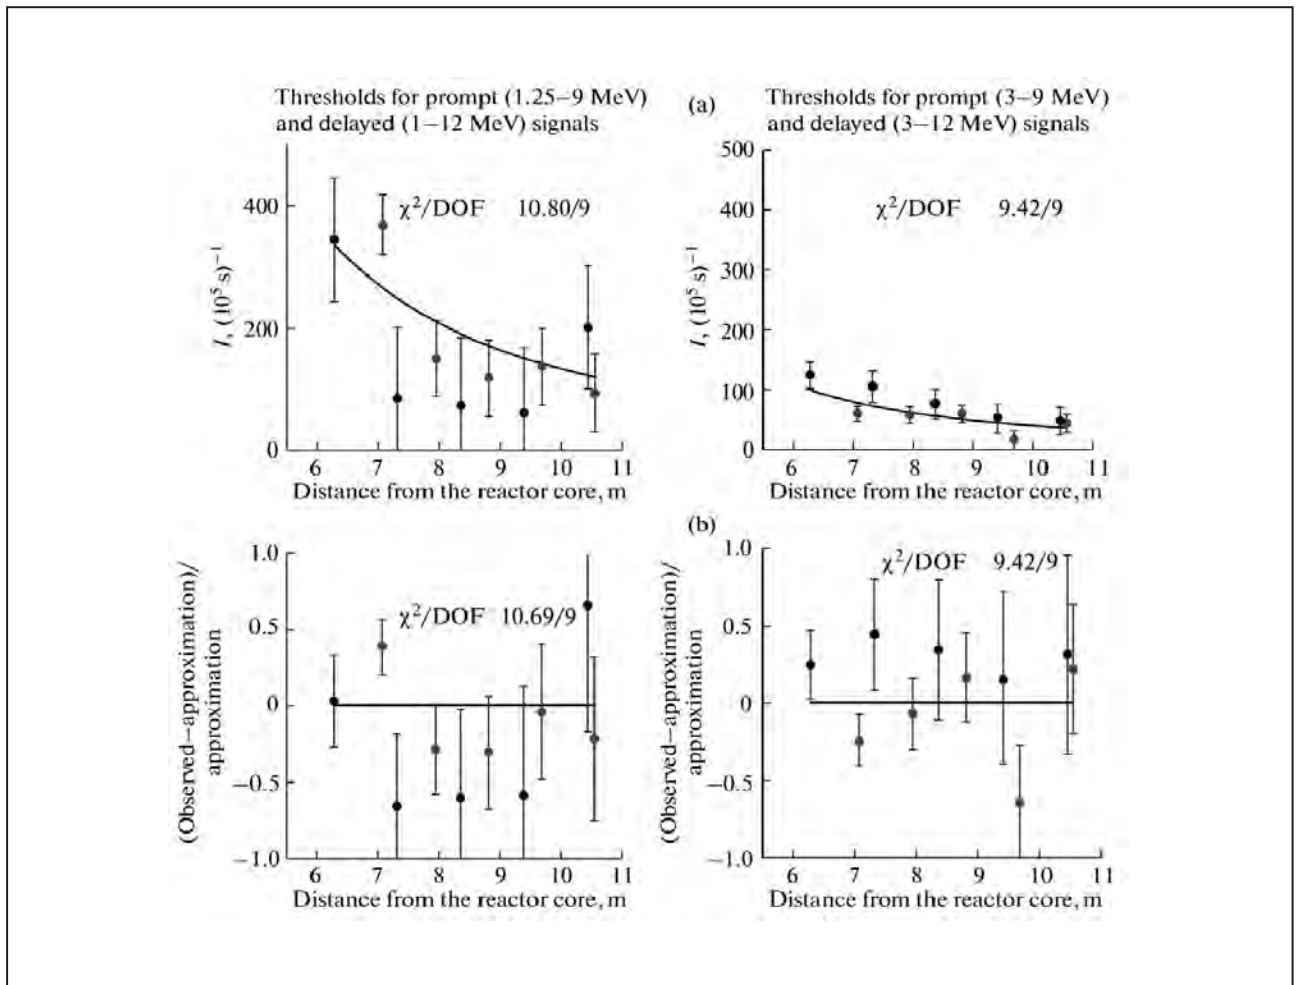 Thresholds for prompt (1.25–9 MeV)
and delayed (1–12 MeV) signals
(a)
Thresholds for prompt (3–9 MeV)
and delayed (3–12 MeV) signals
I, (10⁵ s)⁻¹
400
200
0
χ²/DOF 10.80/9
6 7 8 9 10 11
Distance from the reactor core, m
I, (10⁵ s)⁻¹
500
400
300
200
100
0
χ²/DOF 9.42/9
6 7 8 9 10 11
Distance from the reactor core, m
(b)
(Observed–approximation)/
approximation
1.0
0.5
0
−0.5
−1.0
χ²/DOF 10.69/9
6 7 8 9 10 11
Distance from the reactor core, m
(Observed–approximation)/
approximation
1.0
0.5
0
−0.5
−1.0
χ²/DOF 9.42/9
6 7 8 9 10 11
Distance from the reactor core, m